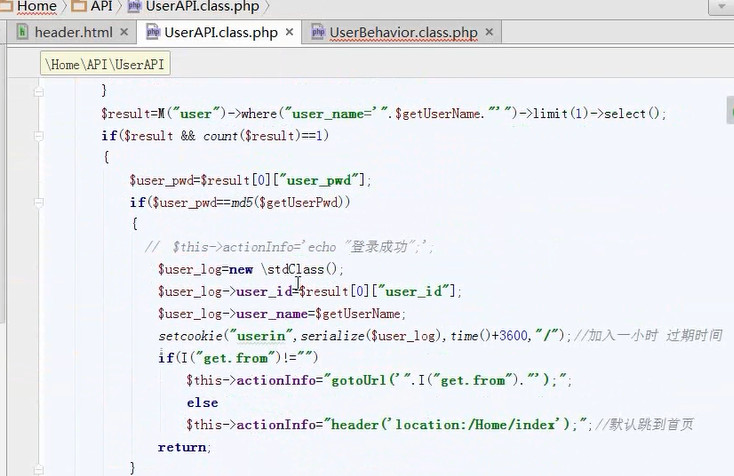 Home API UserAPI.class.php
header.html UserAPI.class.php UserBehavior.class.php
\Home\API\UserAPI
}
$result=M("user")->where("user_name='".$getUserName."'")->limit(1)->select();
if($result && count($result)==1)
{
$user_pwd=$result[0]["user_pwd"];
if($user_pwd==md5($getUserPwd))
{
// $this->actionInfo='echo "登录成功";';
$user_log=new \stdClass();
$user_log->user_id=$result[0]["user_id"];
$user_log->user_name=$getUserName;
setcookie("userin",serialize($user_log),time()+3600,"/");//加入一小时 过期时间
if(I("get.from")!="")
$this->actionInfo="gotoUrl('".I("get.from")."');";
else
$this->actionInfo="header('location:/Home/index');";//默认跳到首页
return;
}